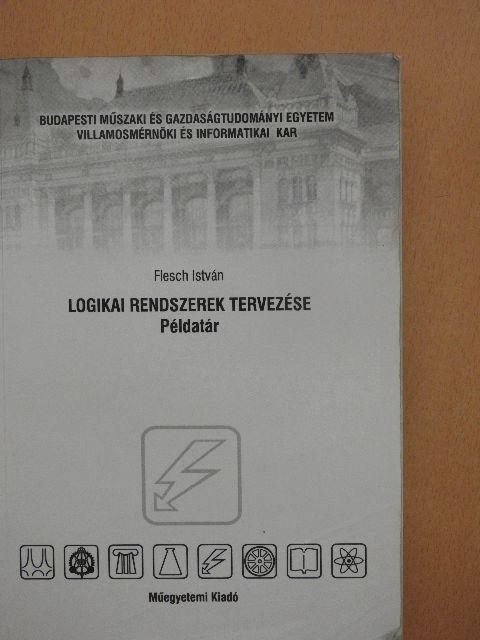 BUDAPESTI MŰSZAKI ÉS GAZDASÁGTUDOMÁNYI EGYETEM
VILLAMOSMÉRNÖKI ÉS INFORMATIKAI KAR
Flesch István
LOGIKAI RENDSZEREK TERVEZÉSE
Példatár
Műegyetemi Kiadó